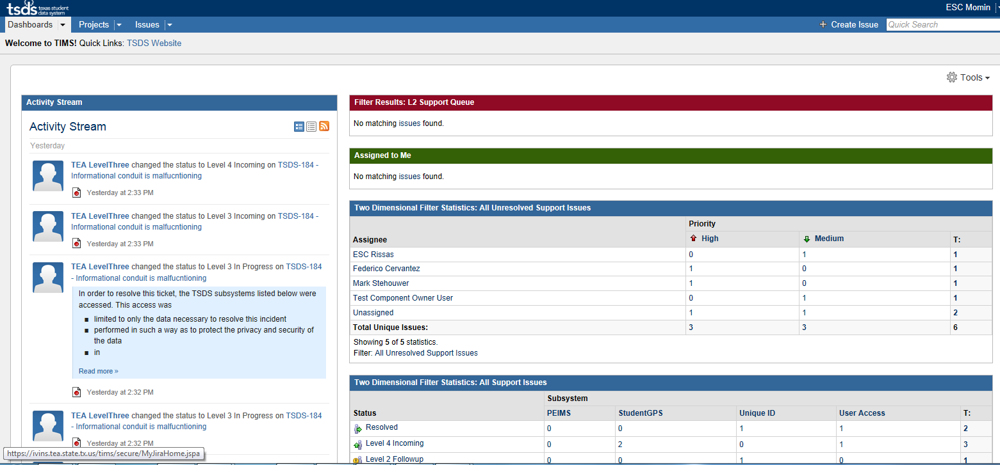 tsds texas student
data system
ESC Momin
Dashboards Projects Issues + Create Issue Quick Search
Welcome to TIMS! Quick Links: TSDS Website
Tools
Activity Stream
Activity Stream
Yesterday
TEA LevelThree changed the status to Level 4 Incoming on TSDS-184 -
Informational conduit is malfucntioning
Yesterday at 2:33 PM
TEA LevelThree changed the status to Level 3 Incoming on TSDS-184 -
Informational conduit is malfucntioning
Yesterday at 2:33 PM
TEA LevelThree changed the status to Level 3 In Progress on TSDS-184
- Informational conduit is malfucntioning
In order to resolve this ticket, the TSDS subsystems listed below were
accessed. This access was
■ limited to only the data necessary to resolve this incident
■ performed in such a way as to protect the privacy and security of
the data
■ in
Read more »
Yesterday at 2:32 PM
TEA LevelThree changed the status to Level 3 In Progress on TSDS-184
- Informational conduit is malfucntioning
Yesterday at 2:32 PM
https://ivins.tea.state.tx.us/tims/secure/MyJiraHome.jspa
Filter Results: L2 Support Queue
No matching issues found.
Assigned to Me
No matching issues found.
Two Dimensional Filter Statistics: All Unresolved Support Issues
Priority
Assignee High Medium T:
ESC Rissas 0 1 1
Federico Cervantez 1 0 1
Mark Stehouwer 1 0 1
Test Component Owner User 0 1 1
Unassigned 1 1 2
Total Unique Issues: 3 3 6
Showing 5 of 5 statistics.
Filter: All Unresolved Support Issues
Two Dimensional Filter Statistics: All Support Issues
Subsystem
Status PEIMS StudentGPS Unique ID User Access T:
Resolved 0 0 1 1 2
Level 4 Incoming 0 2 0 1 3
Level 2 Followup 0 0 1 0 1